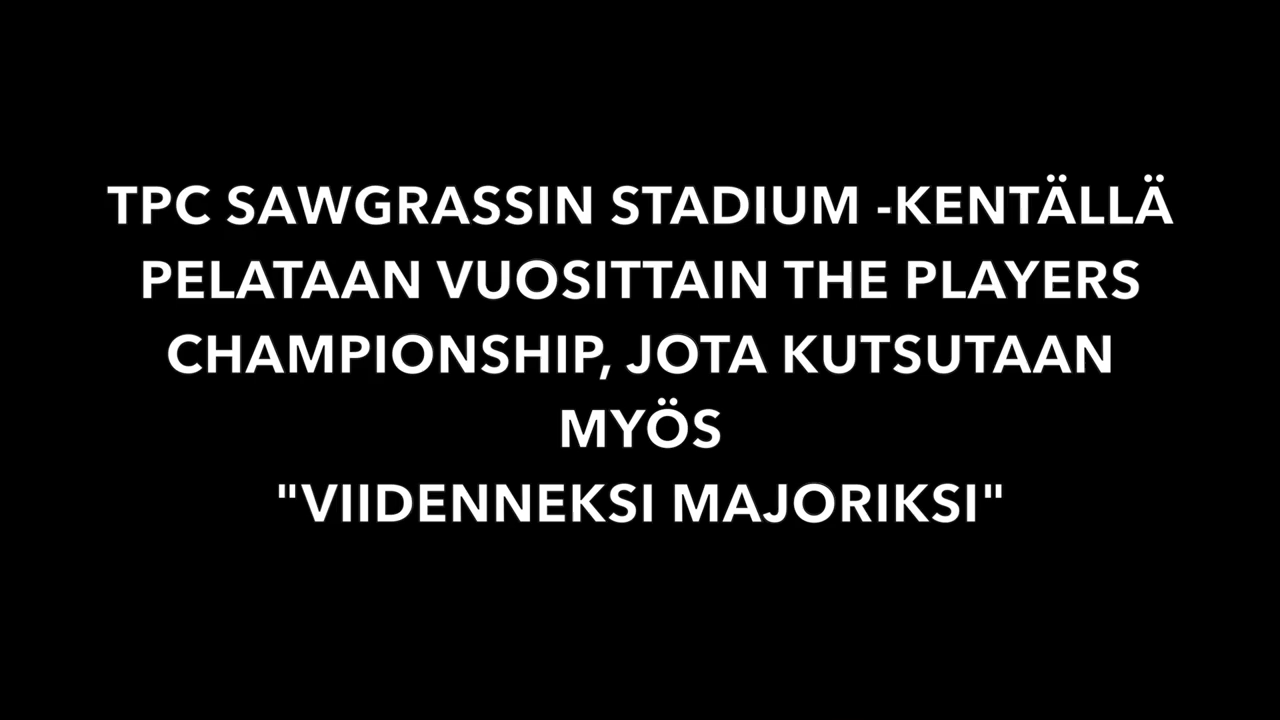 TPC SAWGRASSIN STADIUM -KENTÄLLÄ
PELATAAN VUOSITTAIN THE PLAYERS
CHAMPIONSHIP, JOTA KUTSUTAAN
MYÖS
"VIIDENNEKSI MAJORIKSI"